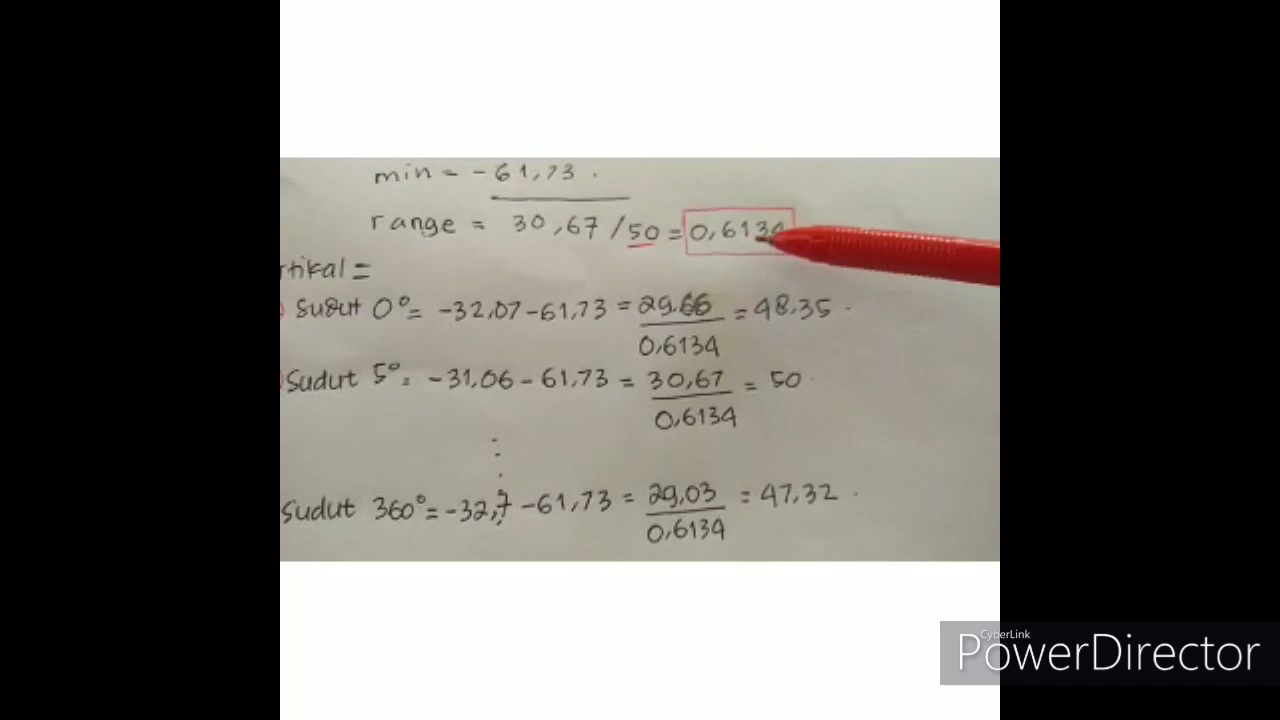 min = -61,73.
range = 30,67/50 = 0,6134
rtikal =
Sudut 0° = -32,07-61,73 = 29.66 / 0,6134 = 48.35.
Sudut 5° = -31,06-61,73 = 30,67 / 0,6134 = 50.
Sudut 360° = -32,7-61,73 = 29,03 / 0,6134 = 47,32.
CyberLink
PowerDirector